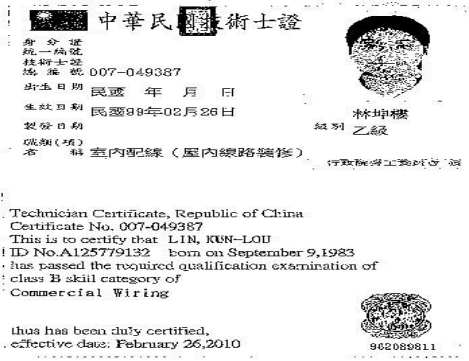 中華民國技術士證
身分證
統一編號
技術士證
總編號 007-049387
出生日期 民國 年 月 日
生效日期 民國99年02月26日
製發日期
職類(項)
名 稱 室內配線(屋內線路裝修)
林坤樓
級別 乙級
Technician Certificate, Republic of China
Certificate No. 007-049387
This is to certify that LIN, KUN-LOU
ID No.A125779132 born on September 9,1983
has passed the required qualification examination of
class B skill category of
Commercial Wiring
thus has been duly certified,
effective date: February 26,2010
962089811